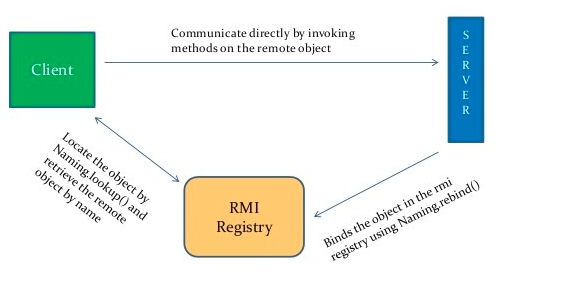 Communicate directly by invoking
methods on the remote object
Client
S
E
R
V
E
R
Locate the object by
Naming.lookup() and
retrieve the remote
object by name
RMI
Registry
Binds the object in the rmi
registry using Naming.rebind()